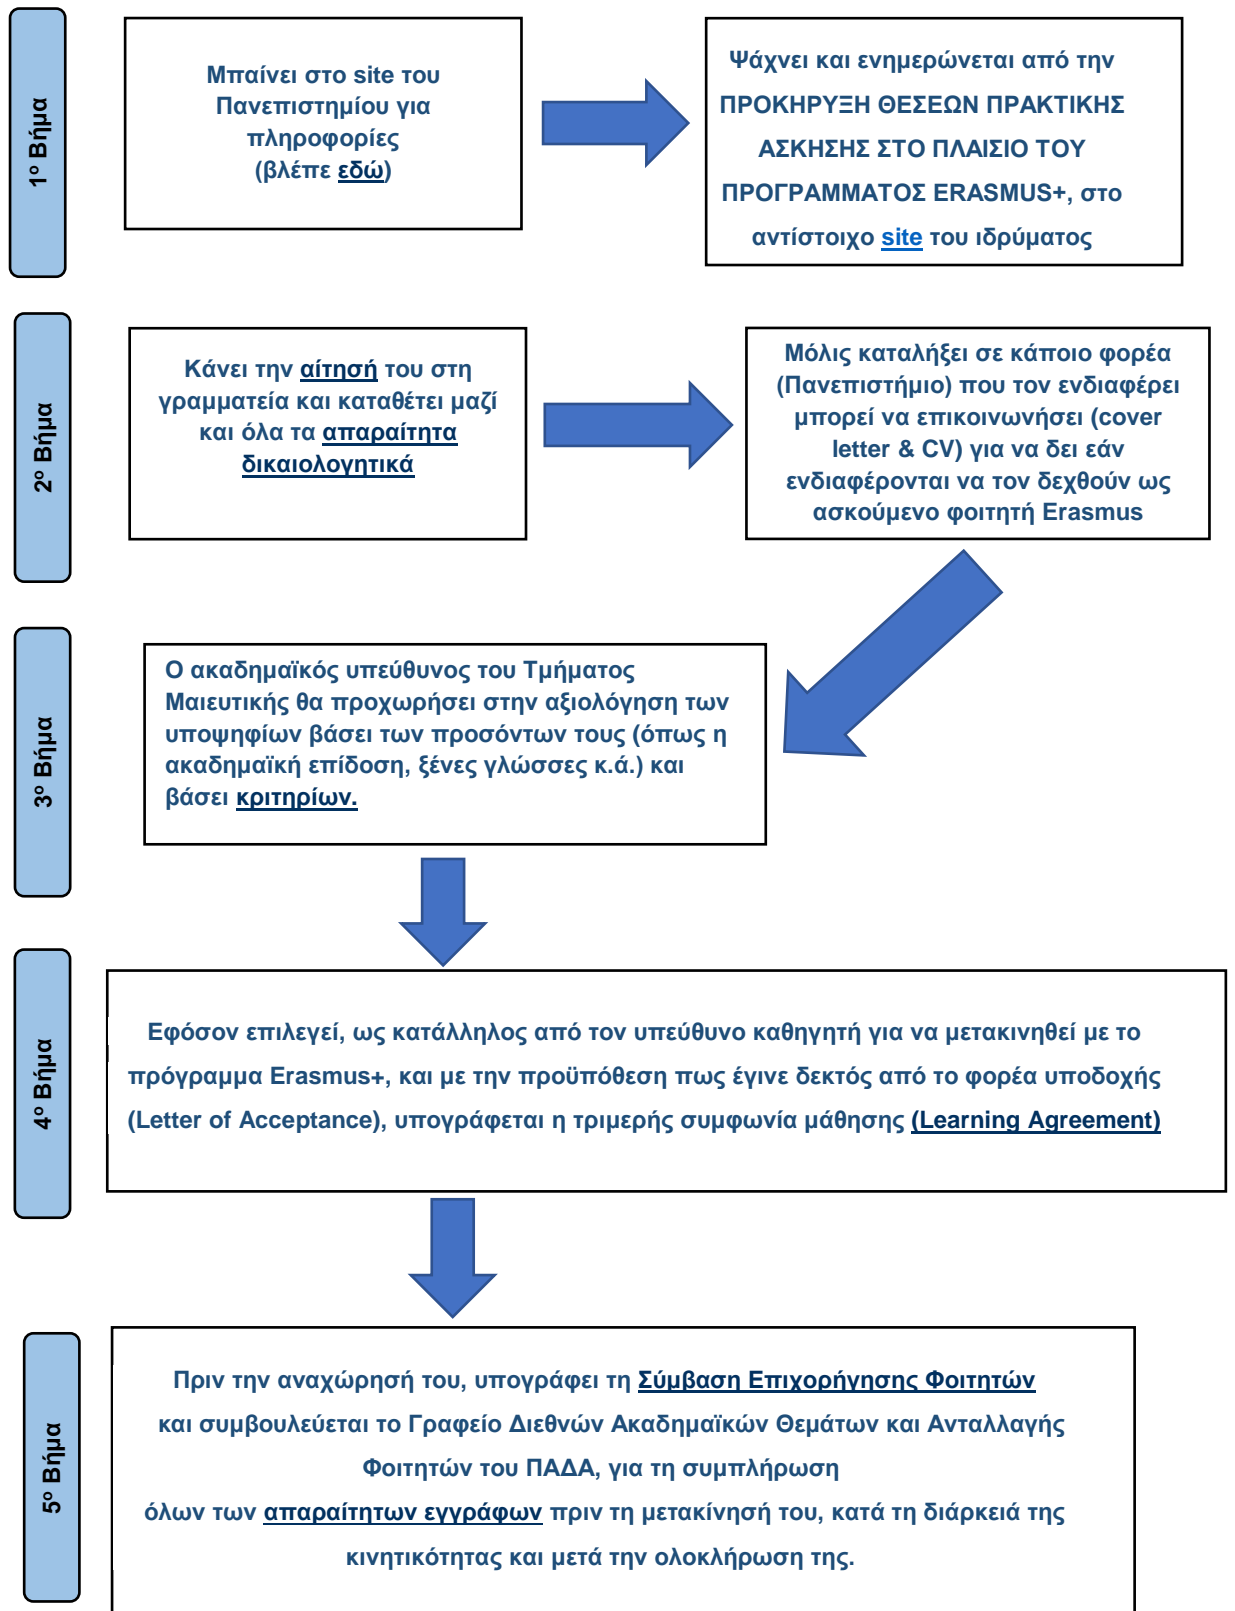 1ο Βήμα
Μπαίνει στο site του
Πανεπιστημίου για
πληροφορίες
(βλέπε εδώ)
Ψάχνει και ενημερώνεται από την
ΠΡΟΚΗΡΥΞΗ ΘΕΣΕΩΝ ΠΡΑΚΤΙΚΗΣ
ΑΣΚΗΣΗΣ ΣΤΟ ΠΛΑΙΣΙΟ ΤΟΥ
ΠΡΟΓΡΑΜΜΑΤΟΣ ERASMUS+, στο
αντίστοιχο site του ιδρύματος
2ο Βήμα
Κάνει την αίτησή του στη
γραμματεία και καταθέτει μαζί
και όλα τα απαραίτητα
δικαιολογητικά
Μόλις καταλήξει σε κάποιο φορέα
(Πανεπιστήμιο) που τον ενδιαφέρει
μπορεί να επικοινωνήσει (cover
letter & CV) για να δει εάν
ενδιαφέρονται να τον δεχθούν ως
ασκούμενο φοιτητή Erasmus
3ο Βήμα
Ο ακαδημαϊκός υπεύθυνος του Τμήματος
Μαιευτικής θα προχωρήσει στην αξιολόγηση των
υποψηφίων βάσει των προσόντων τους (όπως η
ακαδημαϊκή επίδοση, ξένες γλώσσες κ.ά.) και
βάσει κριτηρίων.
4ο Βήμα
Εφόσον επιλεγεί, ως κατάλληλος από τον υπεύθυνο καθηγητή για να μετακινηθεί με το
πρόγραμμα Erasmus+, και με την προϋπόθεση πως έγινε δεκτός από το φορέα υποδοχής
(Letter of Acceptance), υπογράφεται η τριμερής συμφωνία μάθησης (Learning Agreement)
5ο Βήμα
Πριν την αναχώρησή του, υπογράφει τη Σύμβαση Επιχορήγησης Φοιτητών
και συμβουλεύεται το Γραφείο Διεθνών Ακαδημαϊκών Θεμάτων και Ανταλλαγής
Φοιτητών του ΠΑΔΑ, για τη συμπλήρωση
όλων των απαραίτητων εγγράφων πριν τη μετακίνησή του, κατά τη διάρκειά της
κινητικότητας και μετά την ολοκλήρωση της.